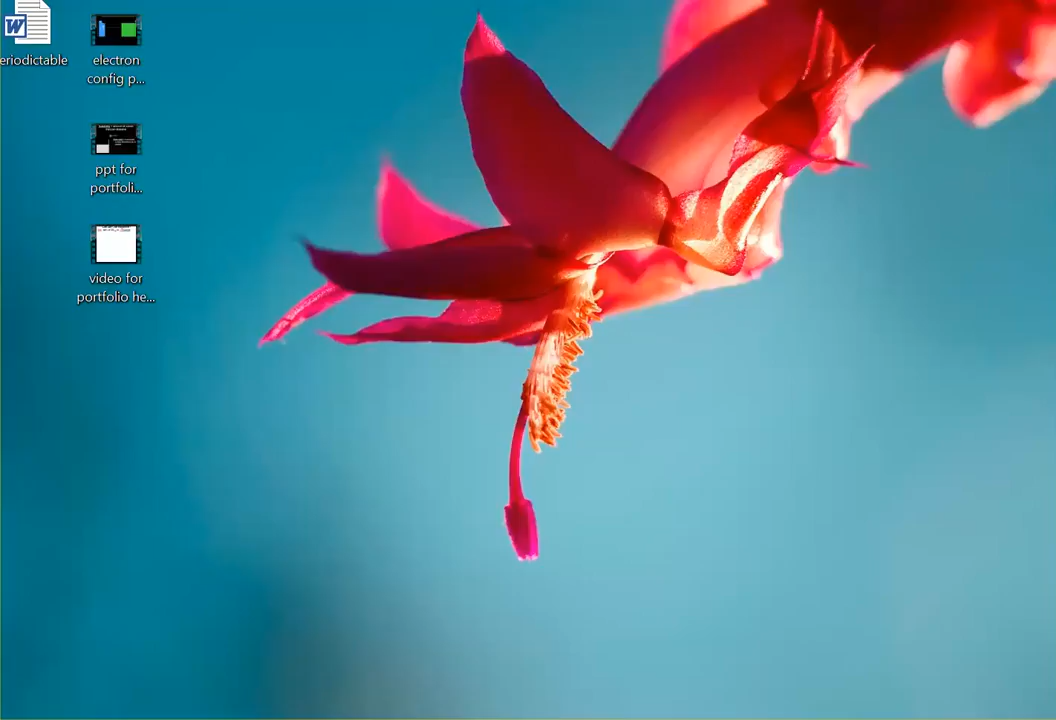 eriodictable
electron
config p...
ppt for
portfoli...
video for
portfolio he...